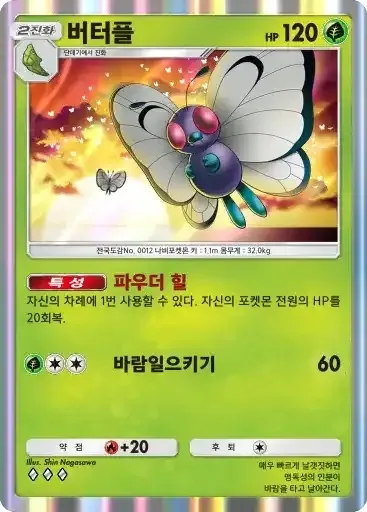 2진화 버터플 HP 120
단데기에서 진화
전국도감No. 0012 나비포켓몬 키 : 1.1m 몸무게 : 32.0kg
특성 파우더 힐
자신의 차례에 1번 사용할 수 있다. 자신의 포켓몬 전원의 HP를
20회복.
바람일으키기 60
약점 +20 후퇴
Illus. Shin Nagasawa
매우 빠르게 날갯짓하면
맹독성의 인분이
바람을 타고 날아간다.